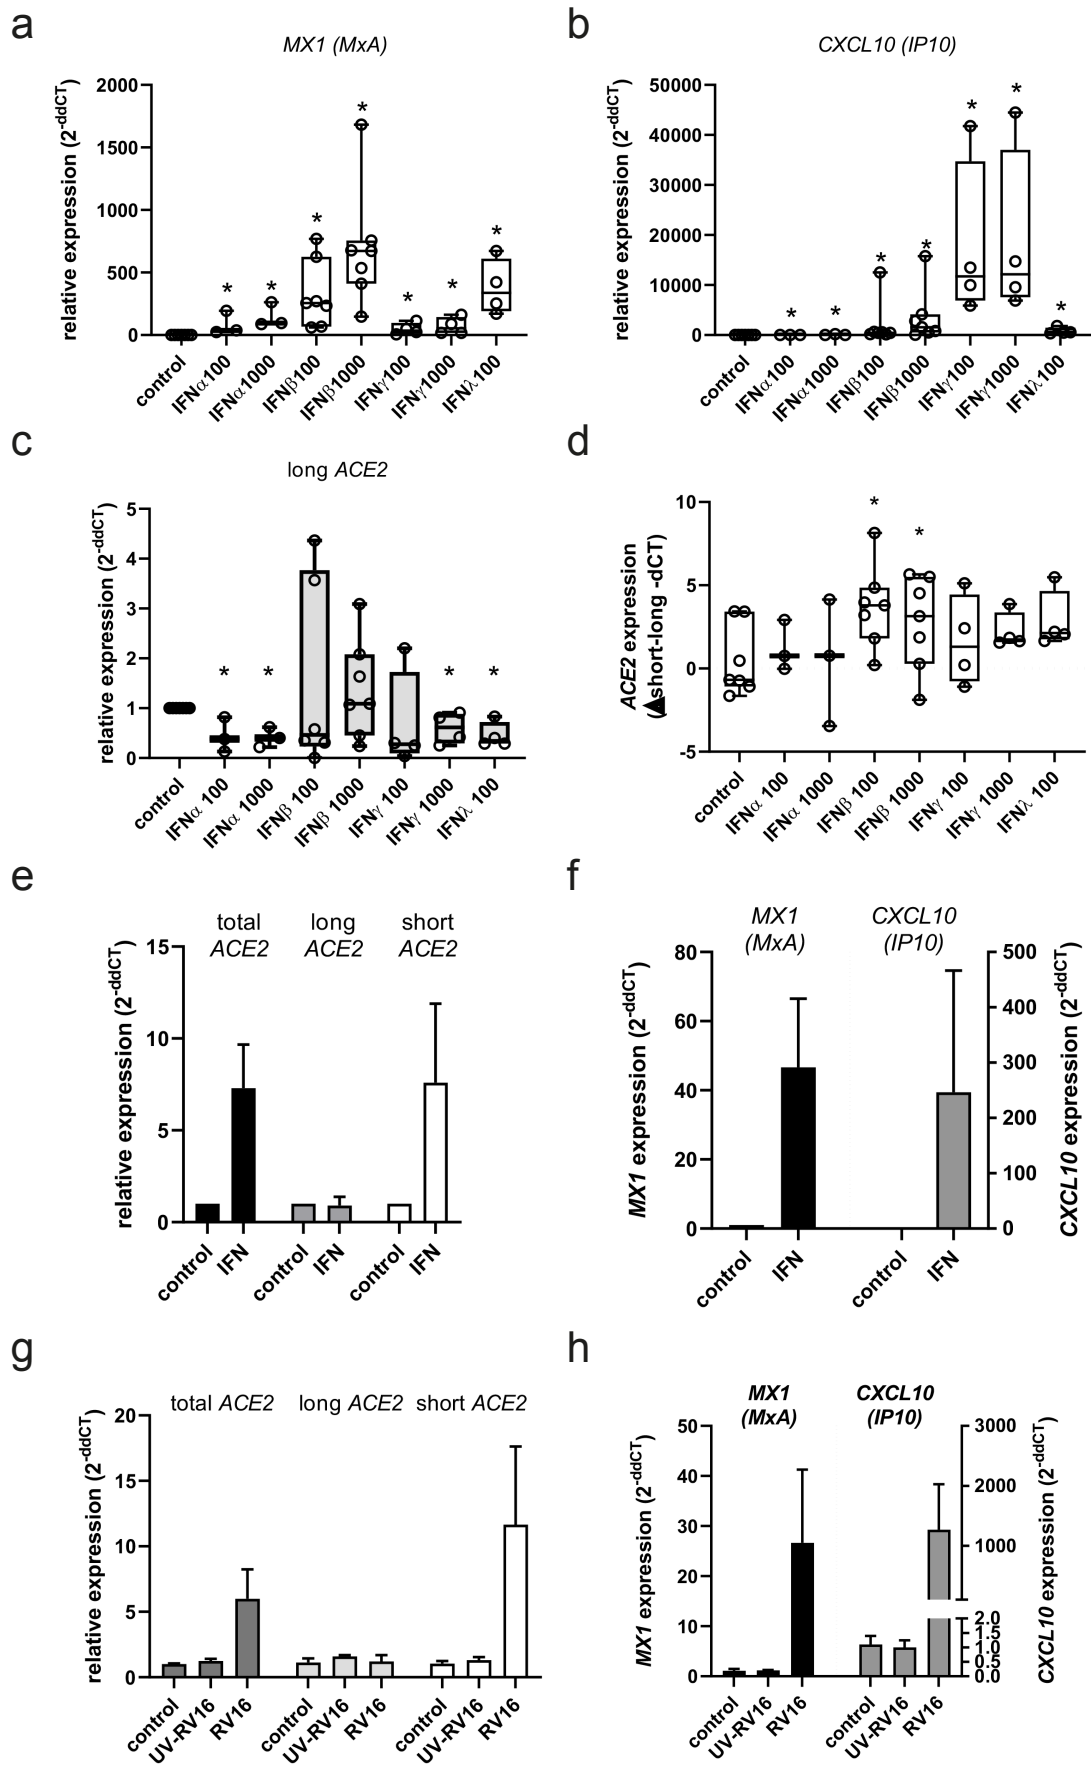 a
MX1 (MxA)
relative expression (2-ddCT)
2000
1500
1000
500
0
control
IFNα100
IFNα1000
IFNβ100
IFNβ1000
IFNγ100
IFNγ1000
IFNλ100
* * * * * * *
b
CXCL10 (IP10)
relative expression (2-ddCT)
50000
40000
30000
20000
10000
0
control
IFNα100
IFNα1000
IFNβ100
IFNβ1000
IFNγ100
IFNγ1000
IFNλ100
* * * * * * *
c
long ACE2
relative expression (2-ddCT)
5
4
3
2
1
0
control
IFNα 100
IFNα 1000
IFNβ 100
IFNβ 1000
IFNγ 100
IFNγ 1000
IFNλ 100
* * * *
d
ACE2 expression
(▲short-long -dCT)
10
5
0
-5
control
IFNα 100
IFNα 1000
IFNβ 100
IFNβ 1000
IFNγ 100
IFNγ 1000
IFNλ 100
* *
e
total
ACE2
long
ACE2
short
ACE2
relative expression (2-ddCT)
15
10
5
0
control
IFN
control
IFN
control
IFN
f
MX1
(MxA)
CXCL10
(IP10)
MX1 expression (2-ddCT)
80
60
40
20
0
500
400
300
200
100
0
CXCL10 expression (2-ddCT)
control
IFN
control
IFN
g
total ACE2
long ACE2
short ACE2
relative expression (2-ddCT)
20
15
10
5
0
control
UV-RV16
RV16
control
UV-RV16
RV16
control
UV-RV16
RV16
h
MX1
(MxA)
CXCL10
(IP10)
MX1 expression (2-ddCT)
50
40
30
20
10
0
3000
2000
1000
2.0
1.5
1.0
0.5
0.0
CXCL10 expression (2-ddCT)
control
UV-RV16
RV16
control
UV-RV16
RV16